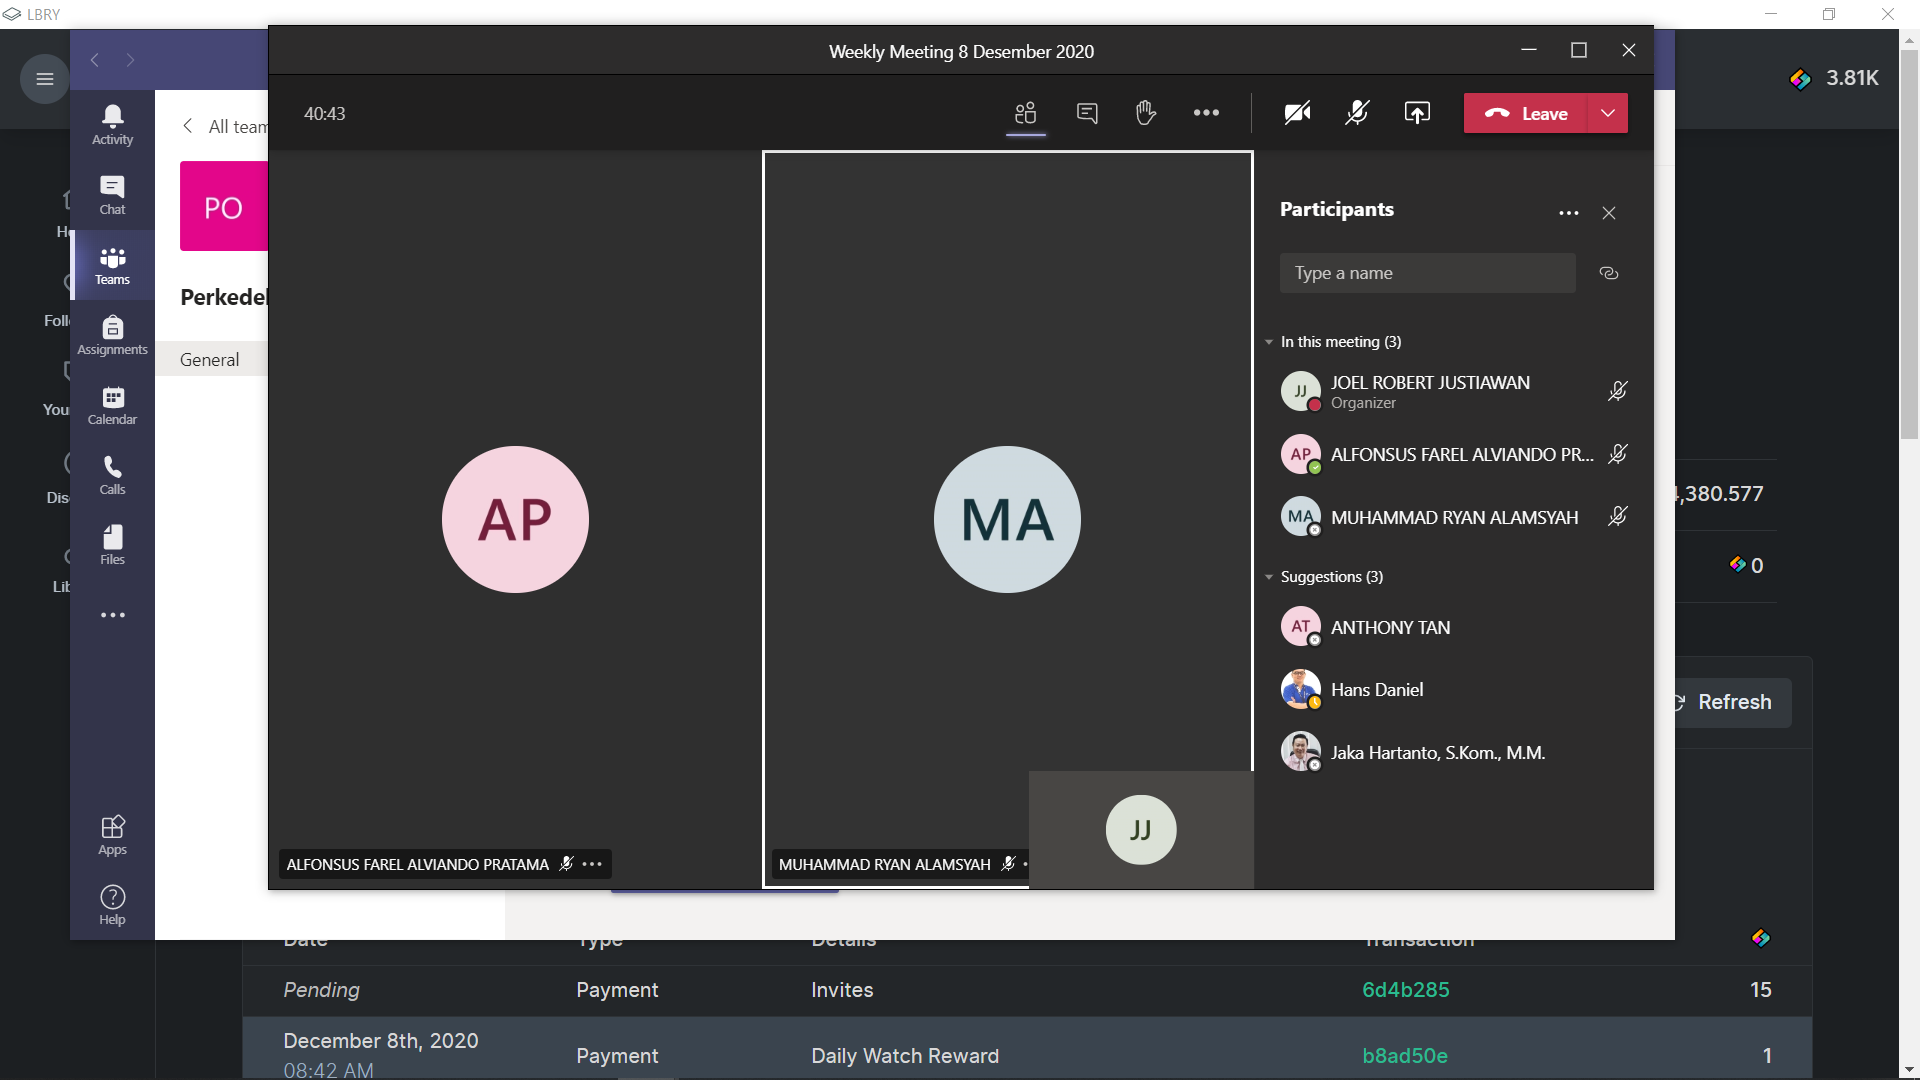 LBRY
Weekly Meeting 8 Desember 2020
3.81K
40:43
Leave
Activity
Chat
Teams
Assignments
Calendar
Calls
Files
Apps
Help
All team
PO
Perkedel
General
Foll
You
Dis
AP
MA
JJ
ALFONSUS FAREL ALVIANDO PRATAMA
MUHAMMAD RYAN ALAMSYAH
Participants
Type a name
In this meeting (3)
JJ
JOEL ROBERT JUSTIAWAN
Organizer
AP
ALFONSUS FAREL ALVIANDO PR...
MA
MUHAMMAD RYAN ALAMSYAH
Suggestions (3)
AT
ANTHONY TAN
Hans Daniel
Jaka Hartanto, S.Kom., M.M.
,380.577
0
Refresh
Date Type Details Transaction
Pending Payment Invites 6d4b285 15
December 8th, 2020
08:42 AM
Payment Daily Watch Reward b8ad50e 1